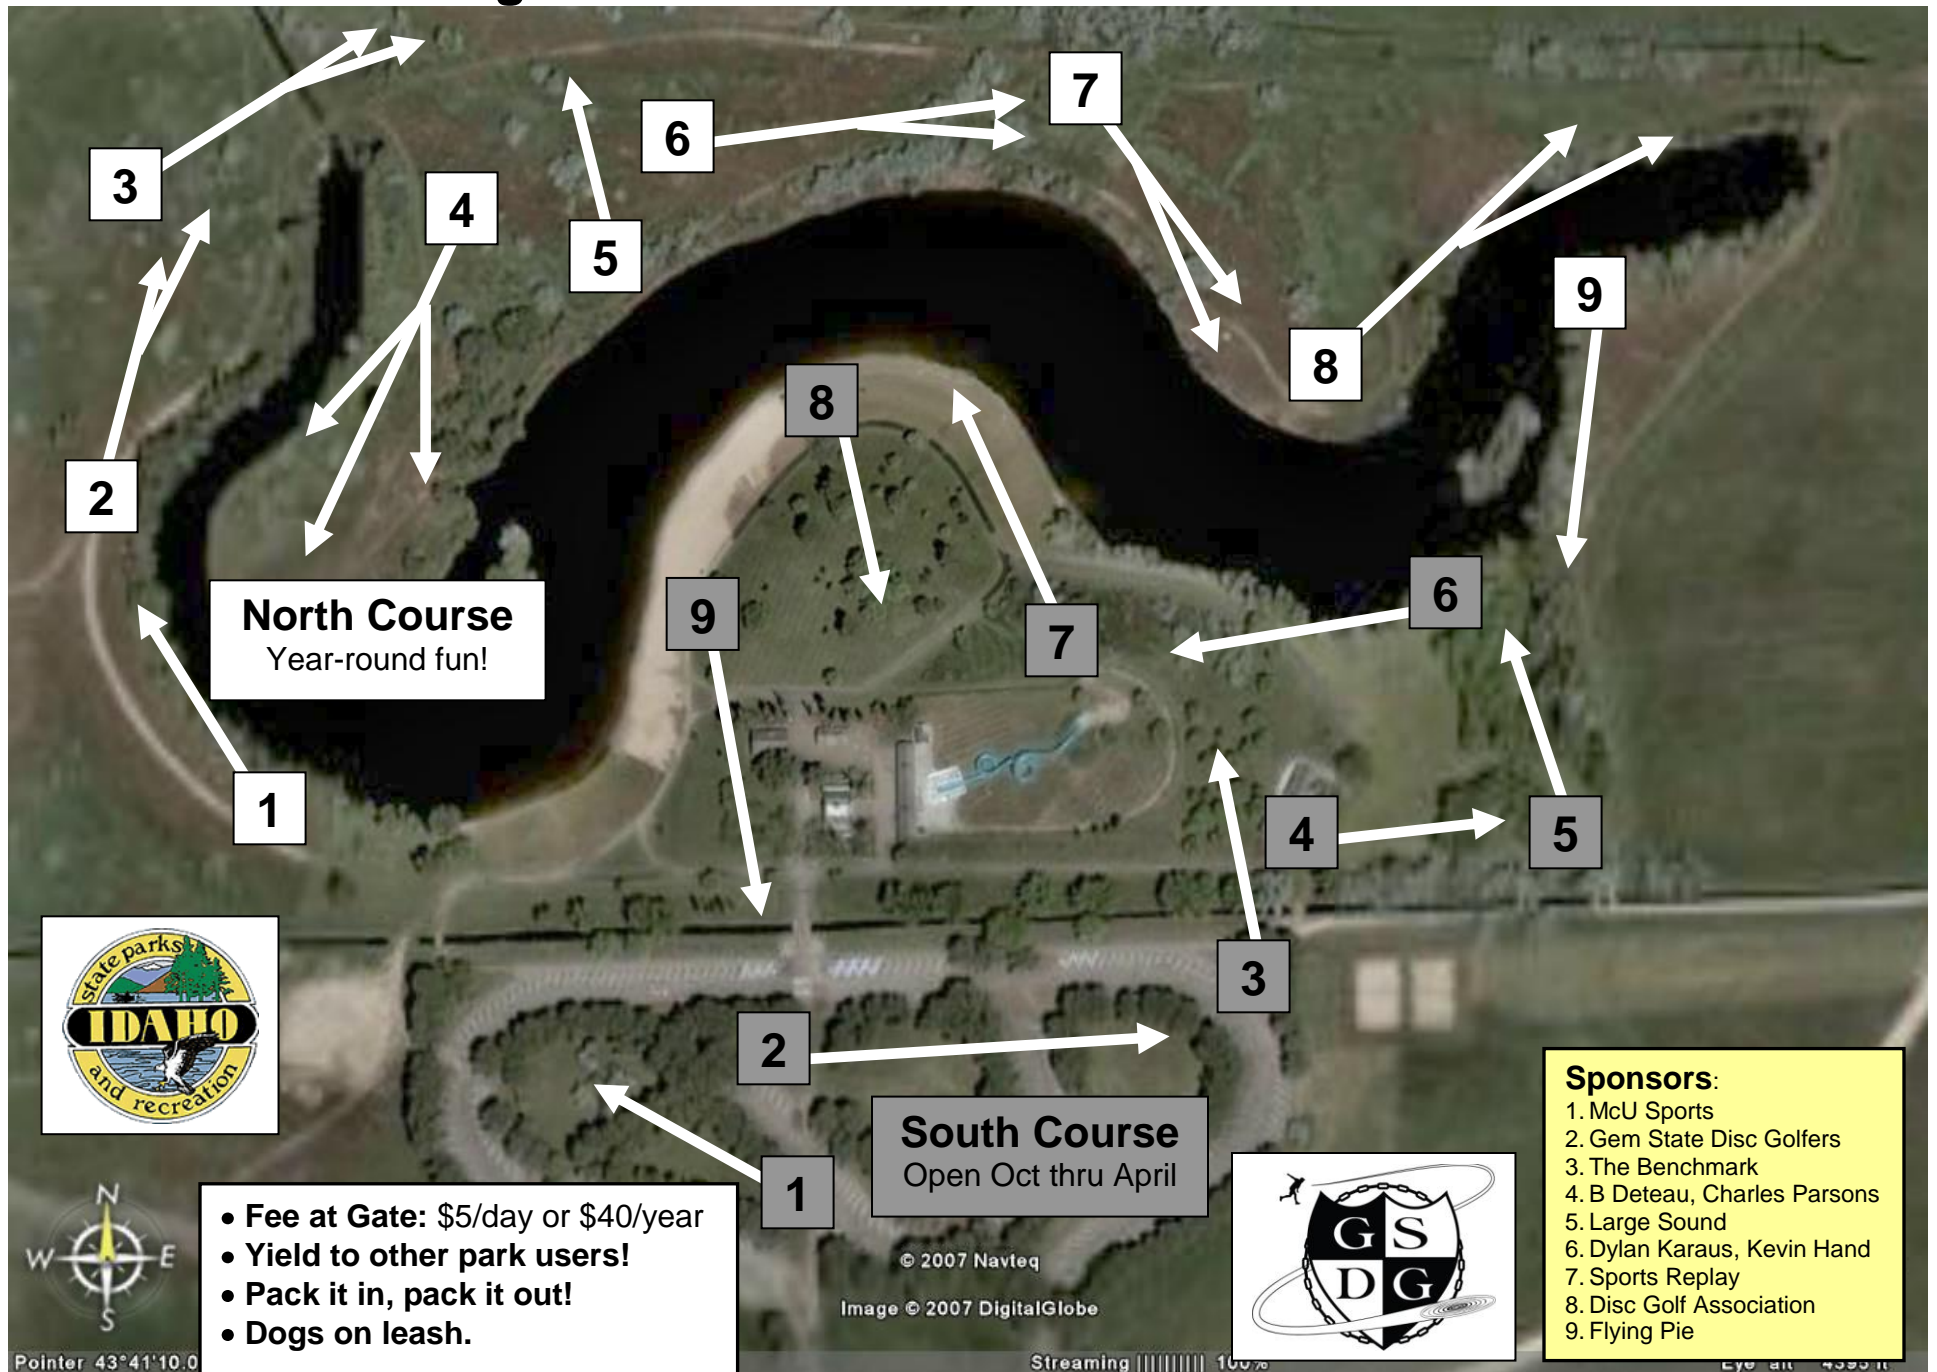 g
3
4
5
6
7
8
9
2
1
8
9
7
6
5
4
3
2
1
North Course
Year-round fun!
South Course
Open Oct thru April
state parks
IDAHO
and recreation
N
W E
S
• Fee at Gate: $5/day or $40/year
• Yield to other park users!
• Pack it in, pack it out!
• Dogs on leash.
© 2007 Navteq
Image © 2007 DigitalGlobe
G S
D G
Sponsors:
1. McU Sports
2. Gem State Disc Golfers
3. The Benchmark
4. B Deteau, Charles Parsons
5. Large Sound
6. Dylan Karaus, Kevin Hand
7. Sports Replay
8. Disc Golf Association
9. Flying Pie
Pointer 43°41'10.0
Streaming |||||||||| 100%
Eye alt 4395 ft